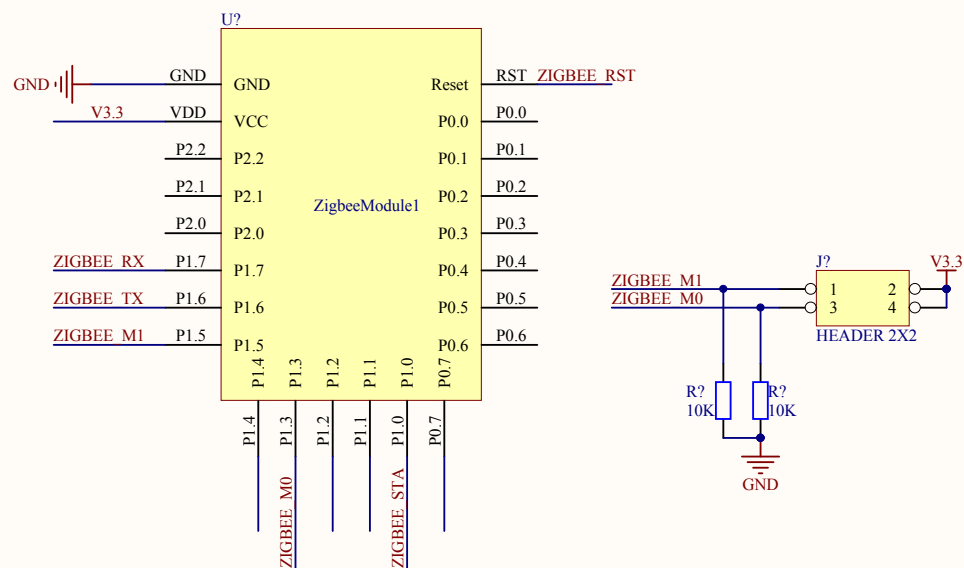 U?
GND GND GND Reset RST ZIGBEE_RST
V3.3 VDD VCC P0.0 P0.0
P2.2 P2.2 P0.1 P0.1
P2.1 P2.1 P0.2 P0.2
ZigbeeModule1
P2.0 P2.0 P0.3 P0.3
ZIGBEE_RX P1.7 P1.7 P0.4 P0.4
ZIGBEE_TX P1.6 P1.6 P0.5 P0.5
ZIGBEE_M1 P1.5 P1.5 P0.6 P0.6
P1.4 P1.3 P1.2 P1.1 P1.0 P0.7
P1.4 P1.3 P1.2 P1.1 P1.0 P0.7
ZIGBEE_M0 ZIGBEE_STA
J? V3.3
ZIGBEE_M1 1 2
ZIGBEE_M0 3 4
HEADER 2X2
R? R?
10K 10K
GND